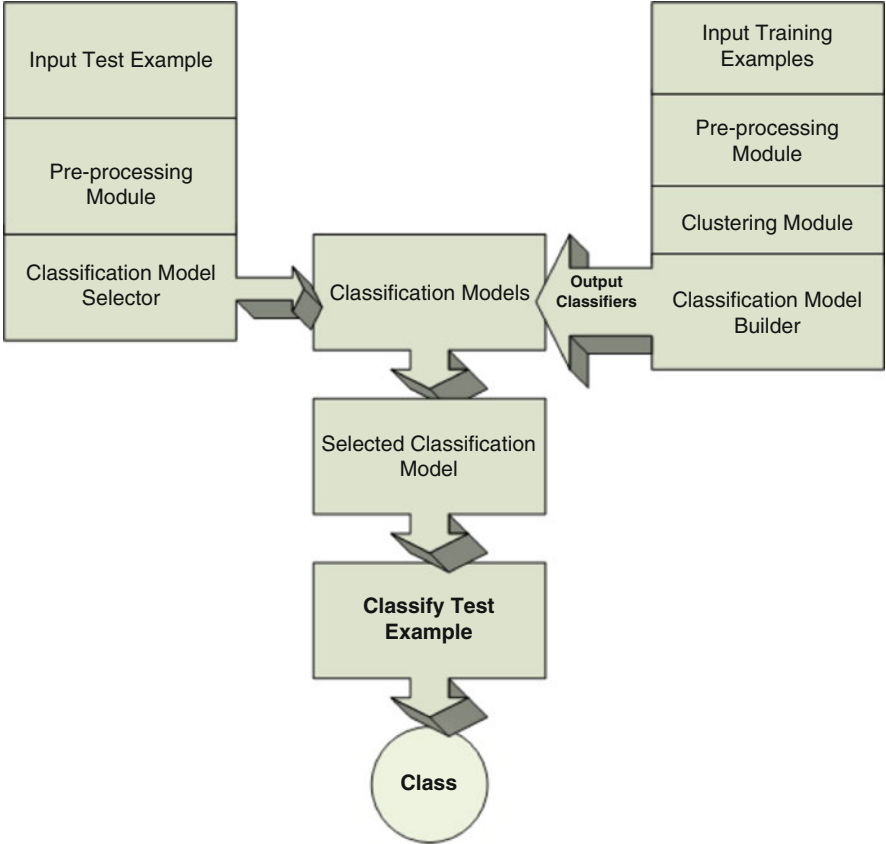 Input Test Example
Pre-processing
Module
Classification Model
Selector
Input Training
Examples
Pre-processing
Module
Clustering Module
Classification Model
Builder
Output
Classifiers
Classification Models
Selected Classification
Model
Classify Test
Example
Class